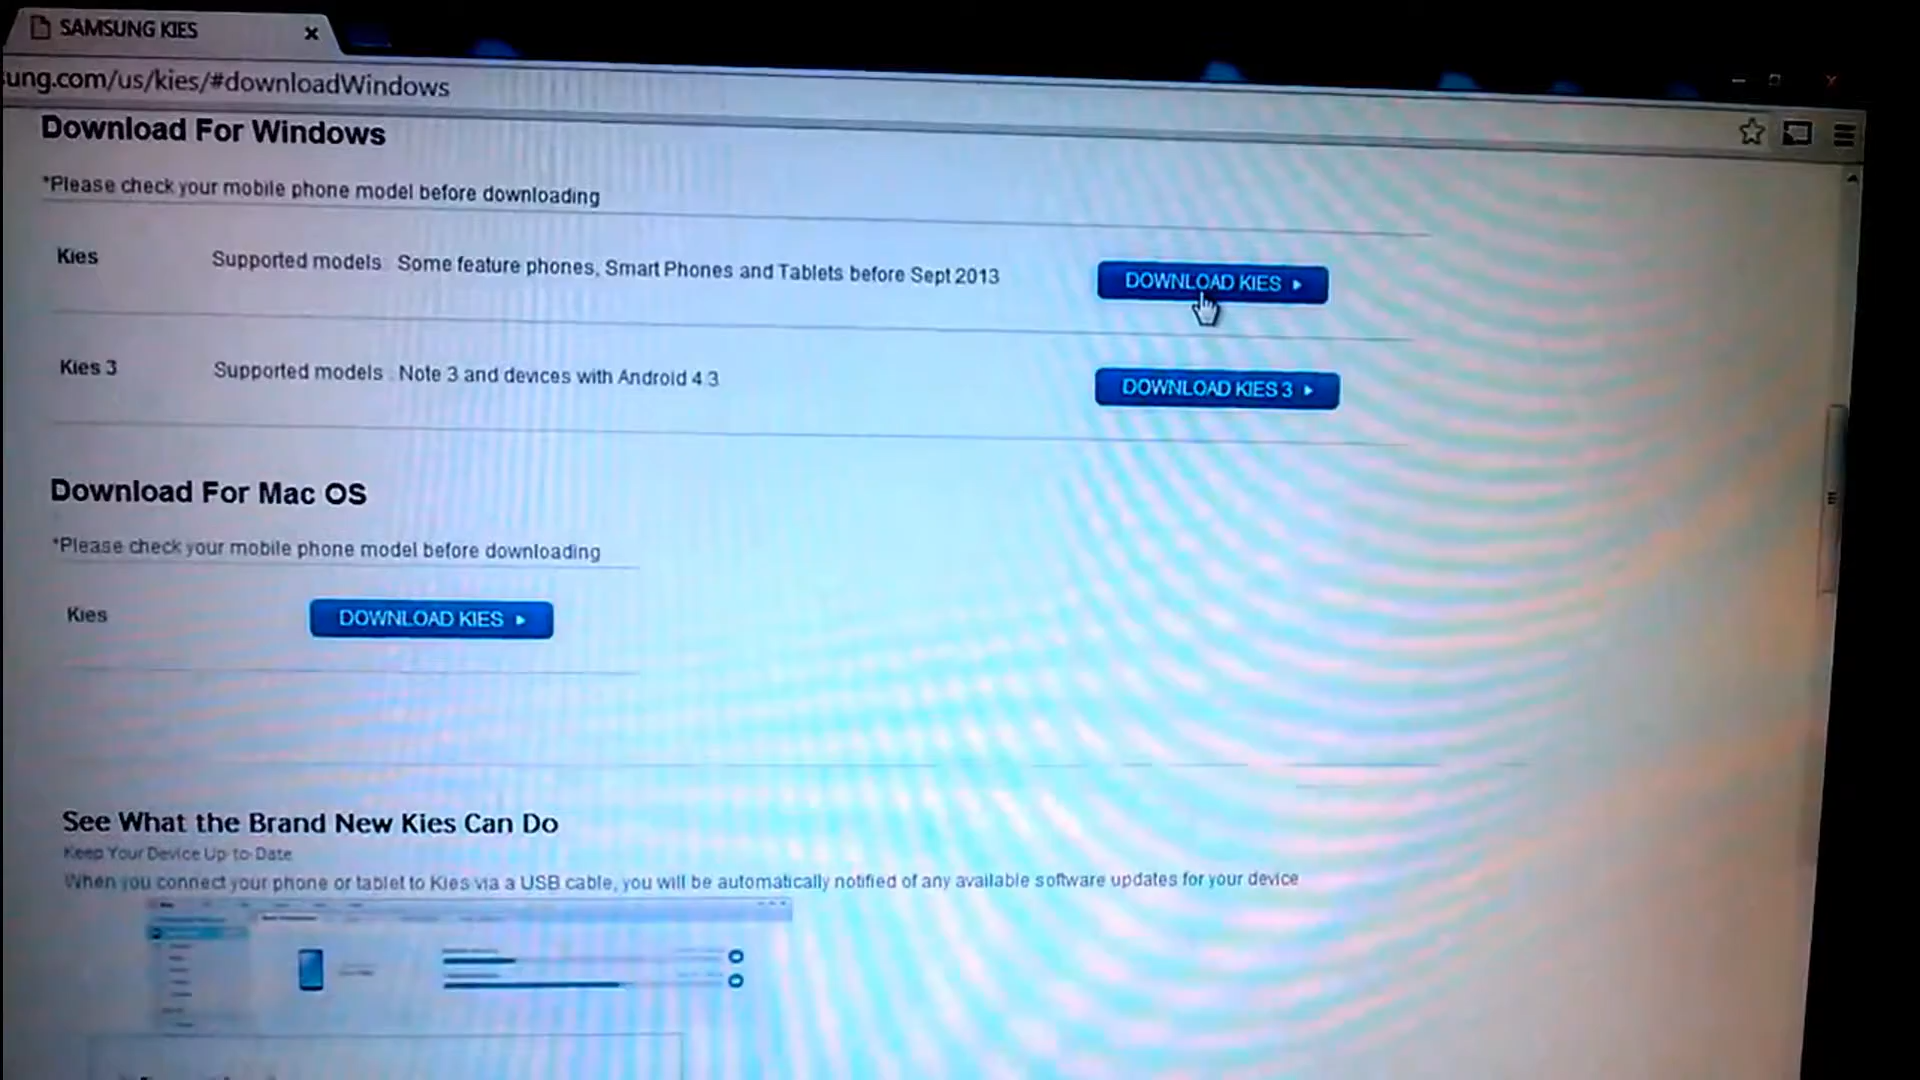 SAMSUNG KIES
ung.com/us/kies/#downloadWindows
Download For Windows
*Please check your mobile phone model before downloading
Kies Supported models : Some feature phones, Smart Phones and Tablets before Sept 2013 DOWNLOAD KIES
Kies 3 Supported models : Note 3 and devices with Android 4.3 DOWNLOAD KIES 3
Download For Mac OS
*Please check your mobile phone model before downloading
Kies DOWNLOAD KIES
See What the Brand New Kies Can Do
Keep Your Device Up-to-Date
When you connect your phone or tablet to Kies via a USB cable, you will be automatically notified of any available software updates for your device